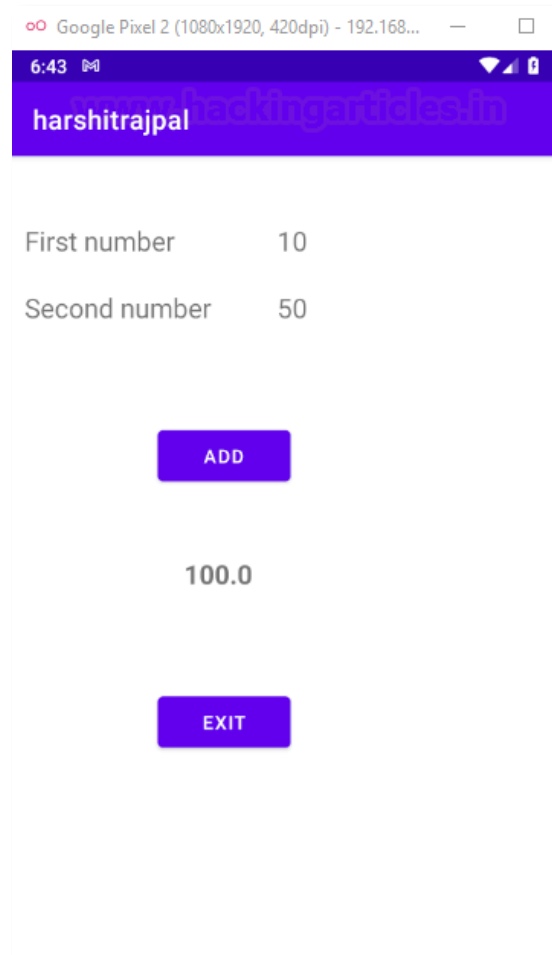 Google Pixel 2 (1080x1920, 420dpi) - 192.168...
6:43
www.hackingarticles.in
harshitrajpal
First number 10
Second number 50
ADD
100.0
EXIT